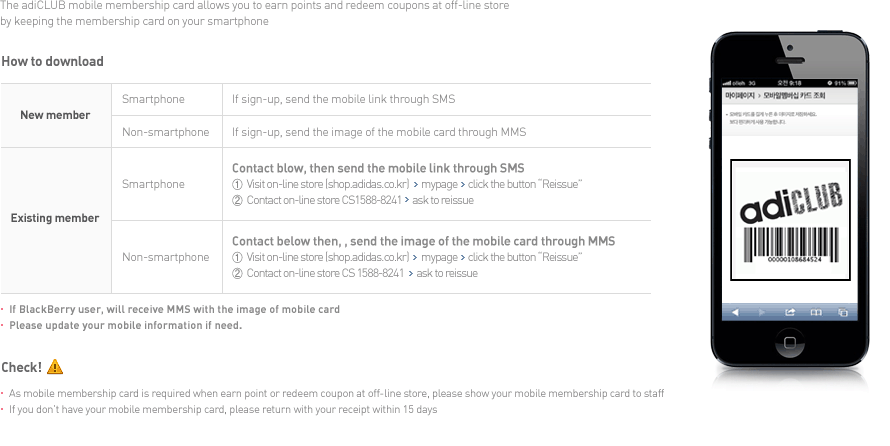 The adiCLUB mobile membership card allows you to earn points and redeem coupons at off-line store
by keeping the membership card on your smartphone
How to download
New member
Smartphone
If sign-up, send the mobile link through SMS
Non-smartphone
If sign-up, send the image of the mobile card through MMS
Existing member
Smartphone
Contact blow, then send the mobile link through SMS
① Visit on-line store (shop.adidas.co.kr) > mypage > click the button “Reissue”
② Contact on-line store CS1588-8241 > ask to reissue
Non-smartphone
Contact below then, , send the image of the mobile card through MMS
① Visit on-line store (shop.adidas.co.kr) > mypage > click the button “Reissue”
② Contact on-line store CS 1588-8241 > ask to reissue
· If BlackBerry user, will receive MMS with the image of mobile card
· Please update your mobile information if need.
Check!
· As mobile membership card is required when earn point or redeem coupon at off-line store, please show your mobile membership card to staff
· If you don’t have your mobile membership card, please return with your receipt within 15 days
olleh 3G 오전 9:18 91%
마이페이지 > 모바일멤버십 카드 조회
adiCLUB
00000108684524